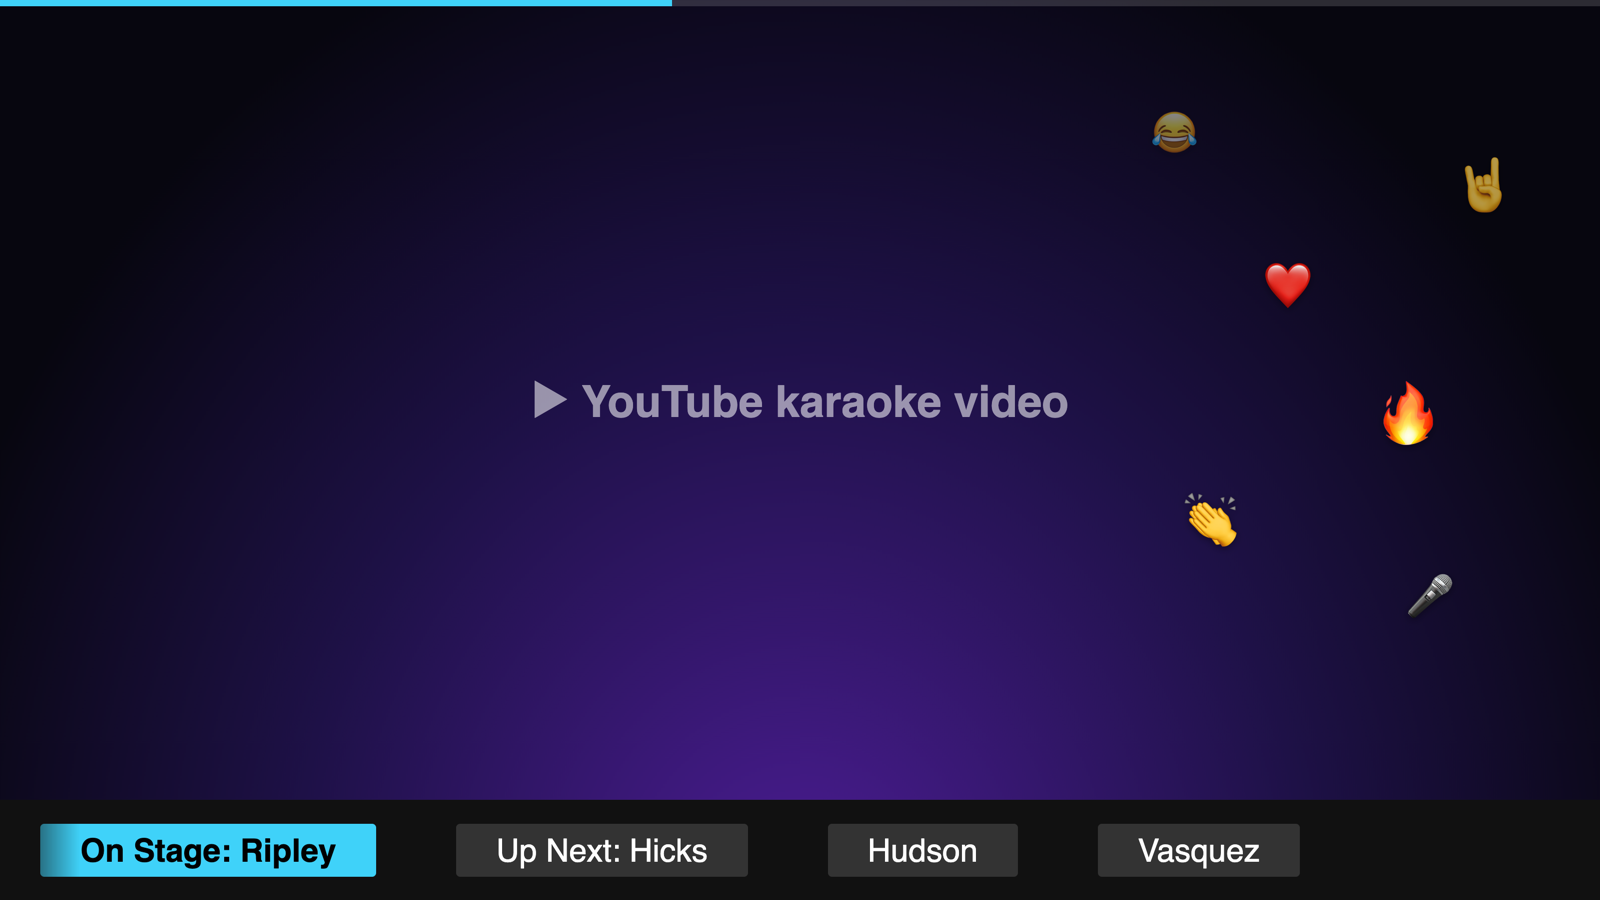 ▶ YouTube karaoke video
On Stage: Ripley
Up Next: Hicks
Hudson
Vasquez